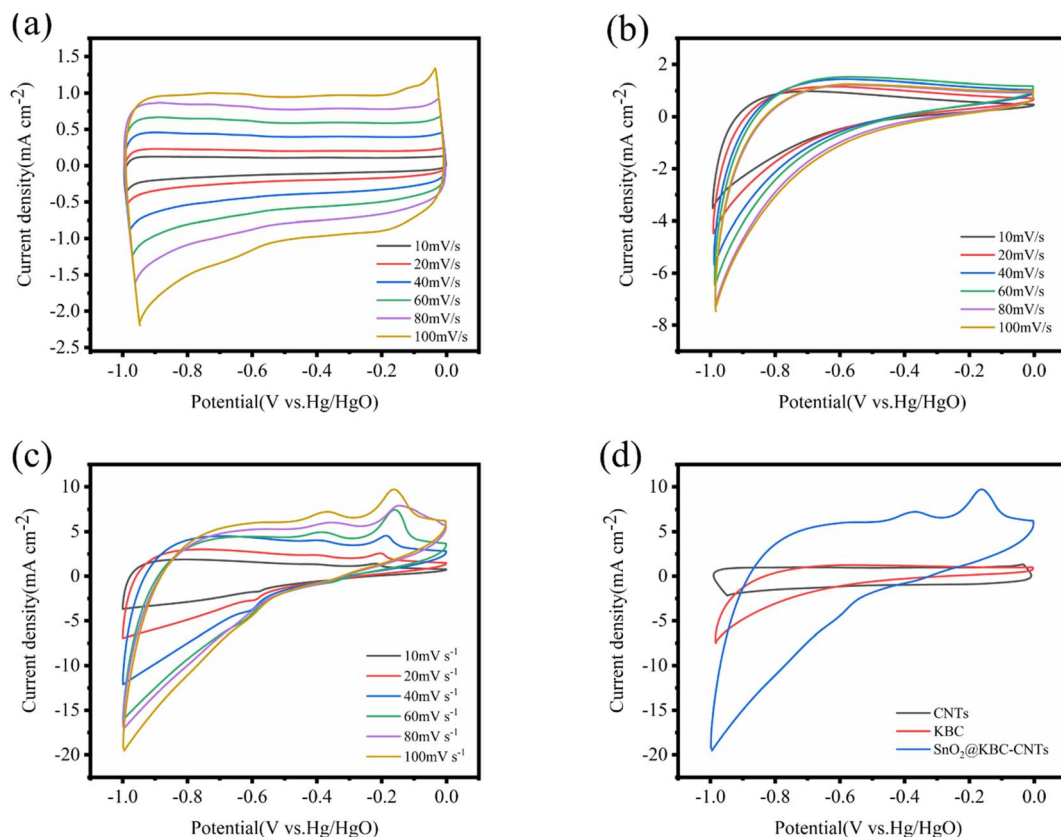 (a)
1.5
1.0
0.5
0.0
-0.5
-1.0
-1.5
-2.0
-2.5
Current density(mA cm⁻²)
10mV/s
20mV/s
40mV/s
60mV/s
80mV/s
100mV/s
-1.0 -0.8 -0.6 -0.4 -0.2 0.0
Potential(V vs.Hg/HgO)
(b)
2
0
-2
-4
-6
-8
Current density(mA cm⁻²)
10mV/s
20mV/s
40mV/s
60mV/s
80mV/s
100mV/s
-1.0 -0.8 -0.6 -0.4 -0.2 0.0
Potential(V vs.Hg/HgO)
(c)
10
5
0
-5
-10
-15
-20
Current density(mA cm⁻²)
10mV s⁻¹
20mV s⁻¹
40mV s⁻¹
60mV s⁻¹
80mV s⁻¹
100mV s⁻¹
-1.0 -0.8 -0.6 -0.4 -0.2 0.0
Potential(V vs.Hg/HgO)
(d)
10
5
0
-5
-10
-15
-20
Current density(mA cm⁻²)
CNTs
KBC
SnO₂@KBC-CNTs
-1.0 -0.8 -0.6 -0.4 -0.2 0.0
Potential(V vs.Hg/HgO)